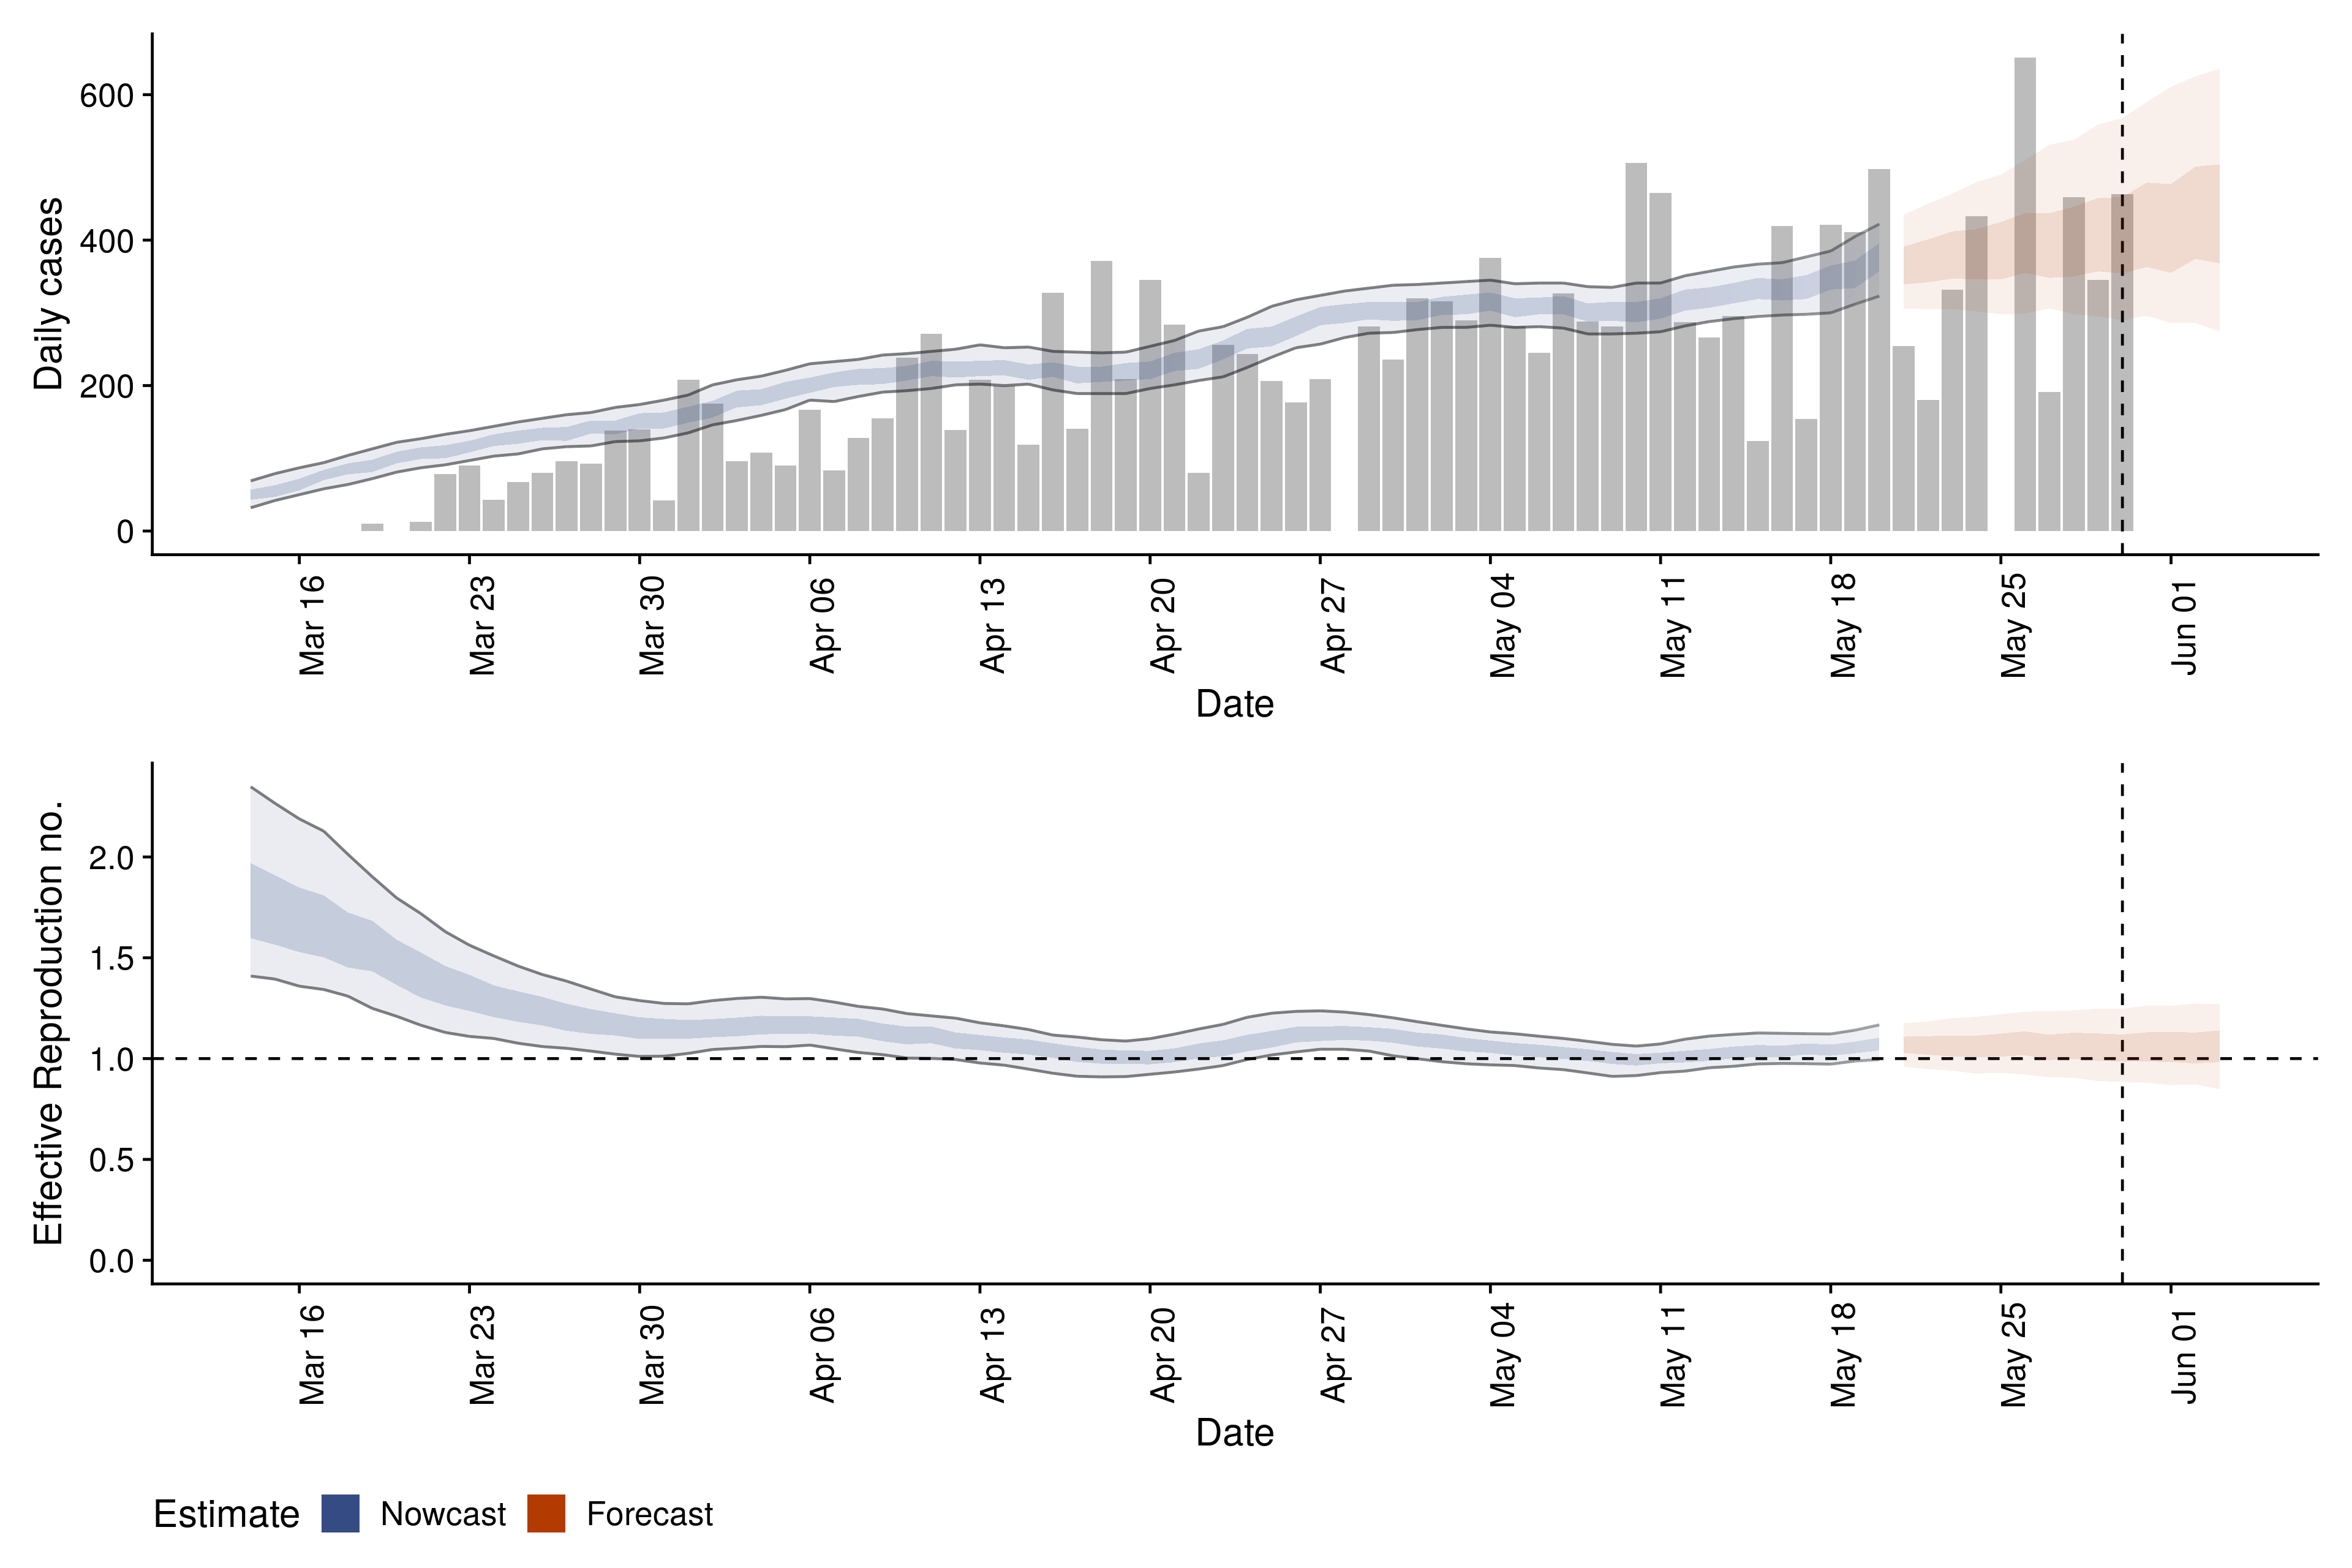 Daily cases
600
400
200
0
Mar 16
Mar 23
Mar 30
Apr 06
Apr 13
Apr 20
Apr 27
May 04
May 11
May 18
May 25
Jun 01
Date
Effective Reproduction no.
2.0
1.5
1.0
0.5
0.0
Mar 16
Mar 23
Mar 30
Apr 06
Apr 13
Apr 20
Apr 27
May 04
May 11
May 18
May 25
Jun 01
Date
Estimate Nowcast Forecast